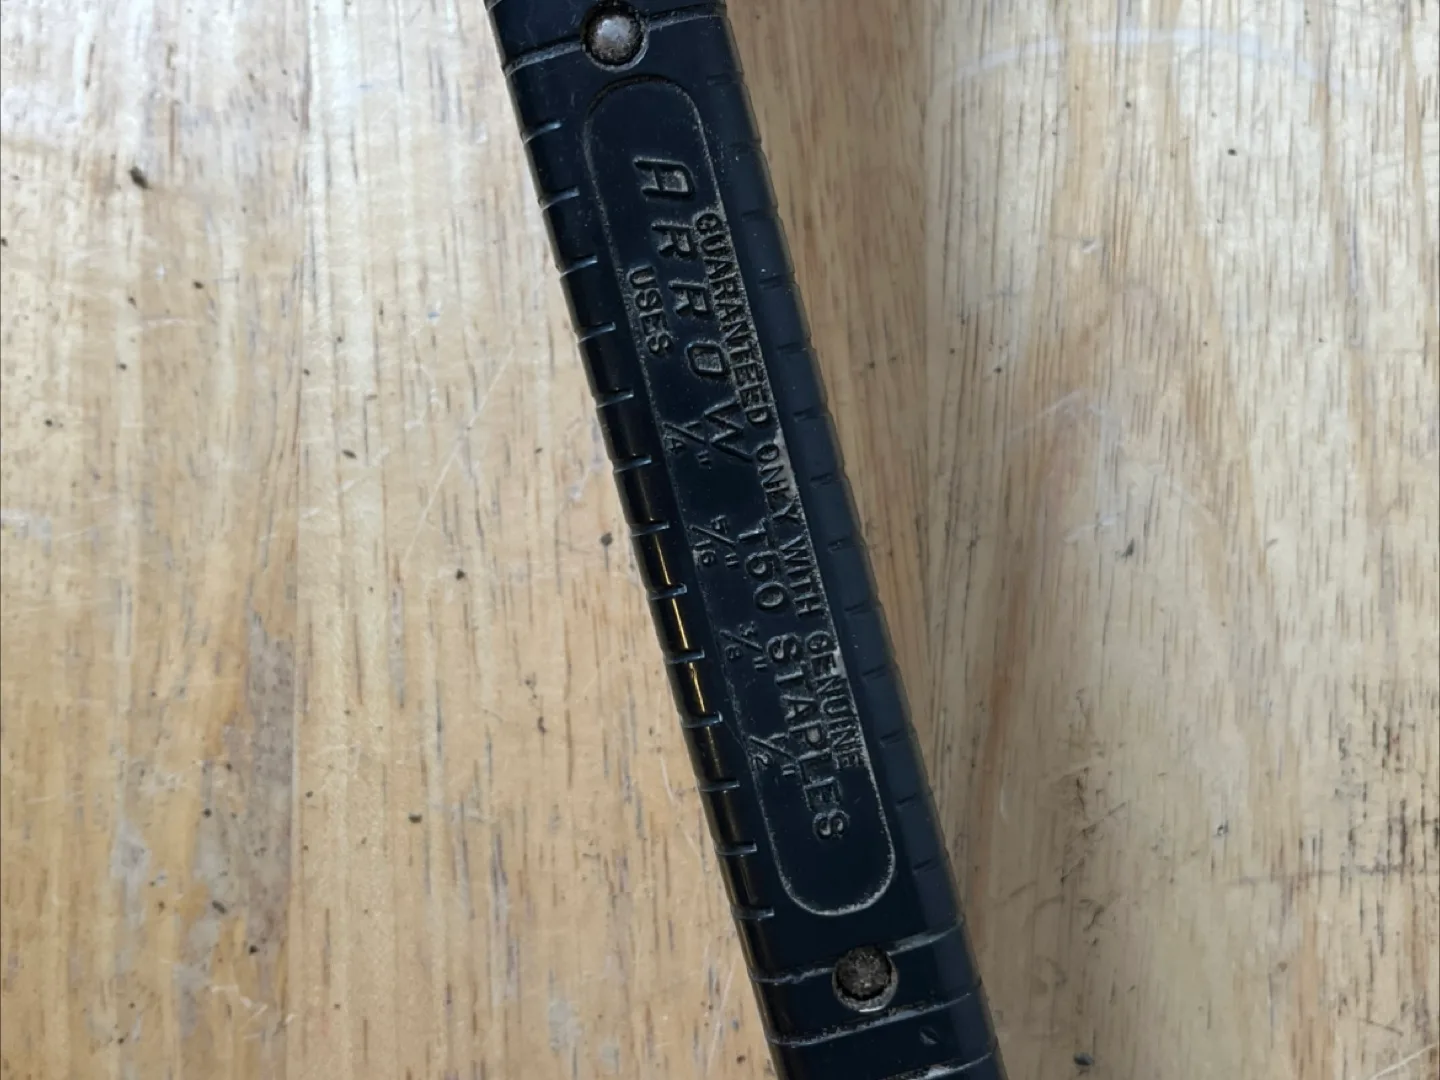 GUARANTEED ONLY WITH GENUINE
ARROW T50 STAPLES
USES 1/4" 5/16" 3/8" 1/2"